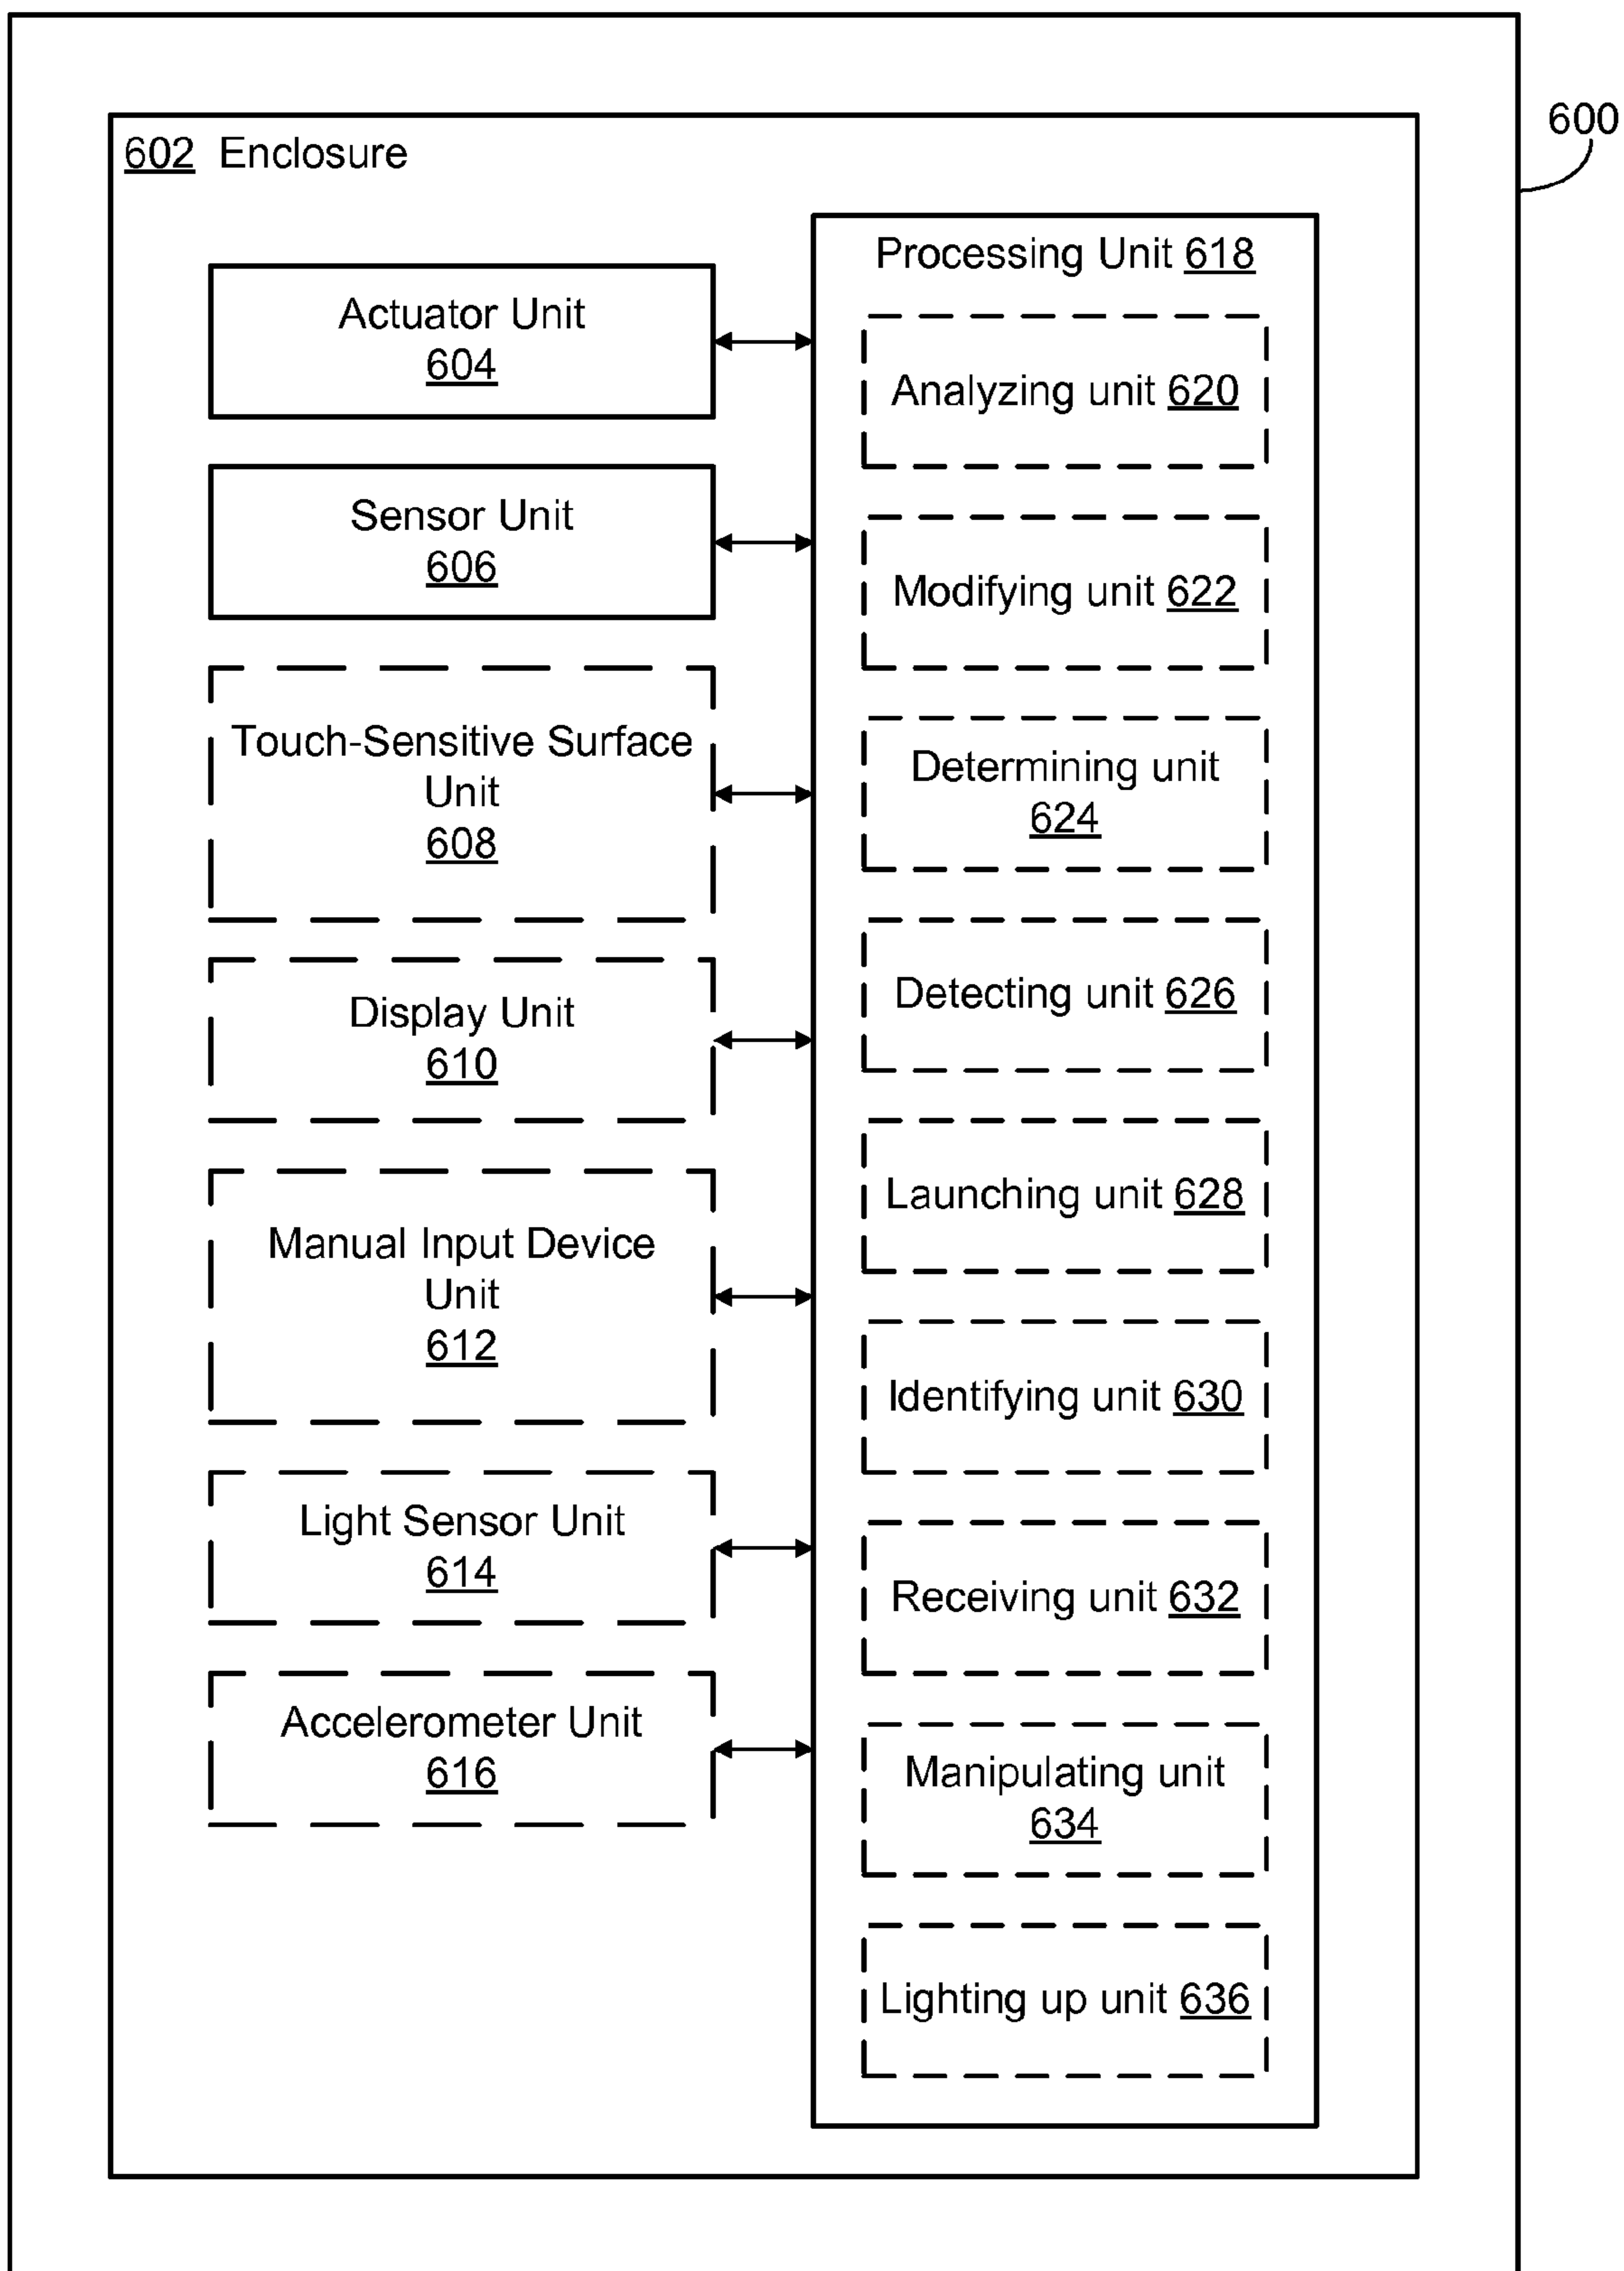 600
602 Enclosure
Actuator Unit
604
Sensor Unit
606
Touch-Sensitive Surface
Unit
608
Display Unit
610
Manual Input Device
Unit
612
Light Sensor Unit
614
Accelerometer Unit
616
Processing Unit 618
Analyzing unit 620
Modifying unit 622
Determining unit
624
Detecting unit 626
Launching unit 628
Identifying unit 630
Receiving unit 632
Manipulating unit
634
Lighting up unit 636